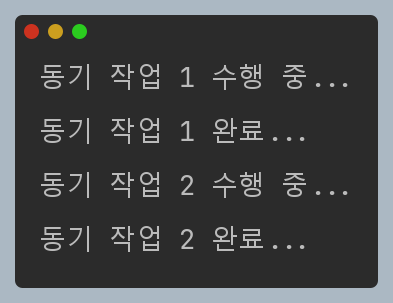 동기 작업 1 수행 중...
동기 작업 1 완료...
동기 작업 2 수행 중...
동기 작업 2 완료...